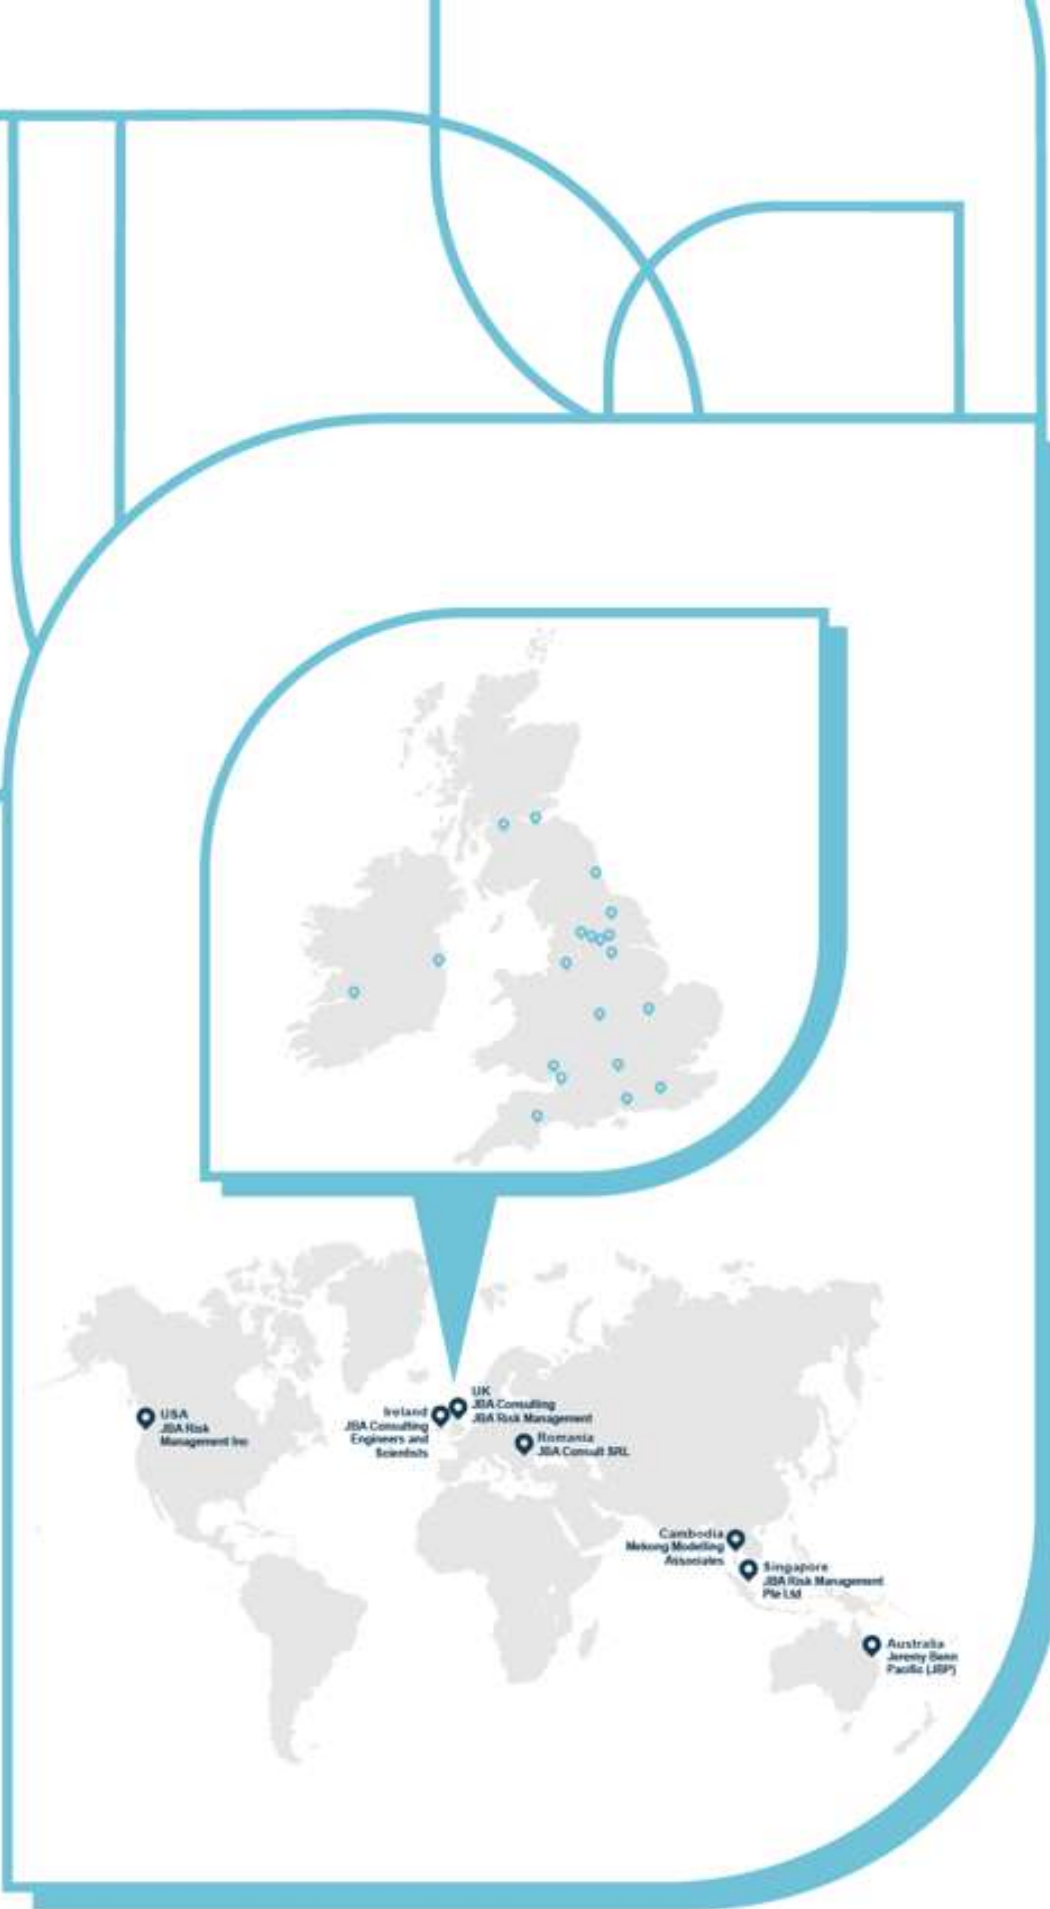 UK
JBA Consulting
JBA Risk Management
Ireland
JBA Consulting
Engineers and
Scientists
USA
JBA Risk
Management Inc
Romania
JBA Consult SRL
Cambodia
Mekong Modelling
Associates
Singapore
JBA Risk Management
Pte Ltd
Australia
Jeremy Benn
Pacific (JBP)